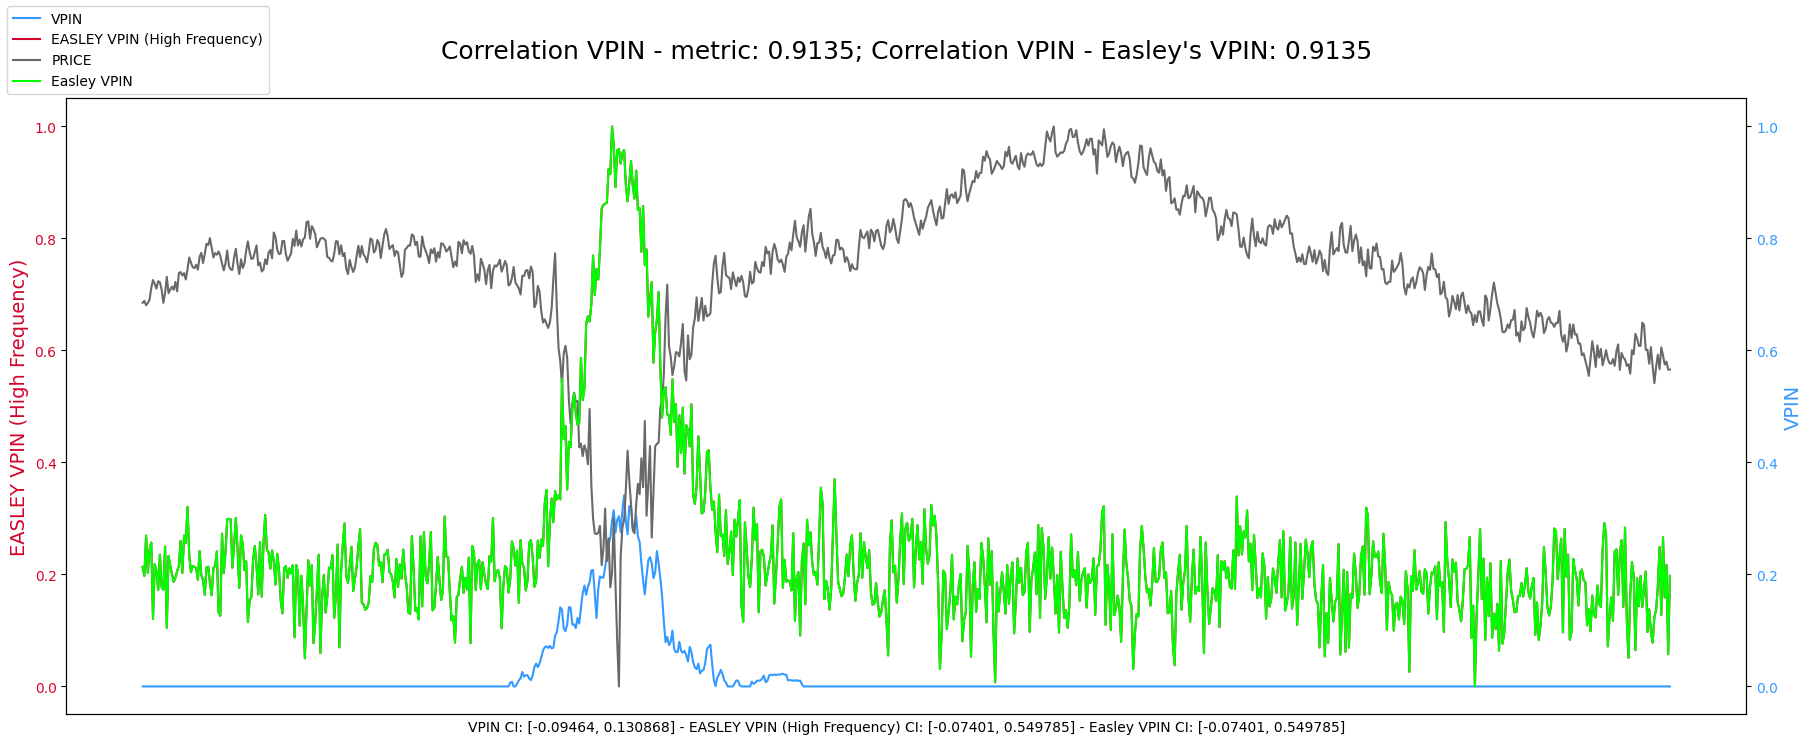 VPIN
EASLEY VPIN (High Frequency)
PRICE
Easley VPIN
Correlation VPIN - metric: 0.9135; Correlation VPIN - Easley's VPIN: 0.9135
EASLEY VPIN (High Frequency)
1.0
0.8
0.6
0.4
0.2
0.0
1.0
0.8
0.6
0.4
0.2
0.0
VPIN
VPIN CI: [-0.09464, 0.130868] - EASLEY VPIN (High Frequency) CI: [-0.07401, 0.549785] - Easley VPIN CI: [-0.07401, 0.549785]